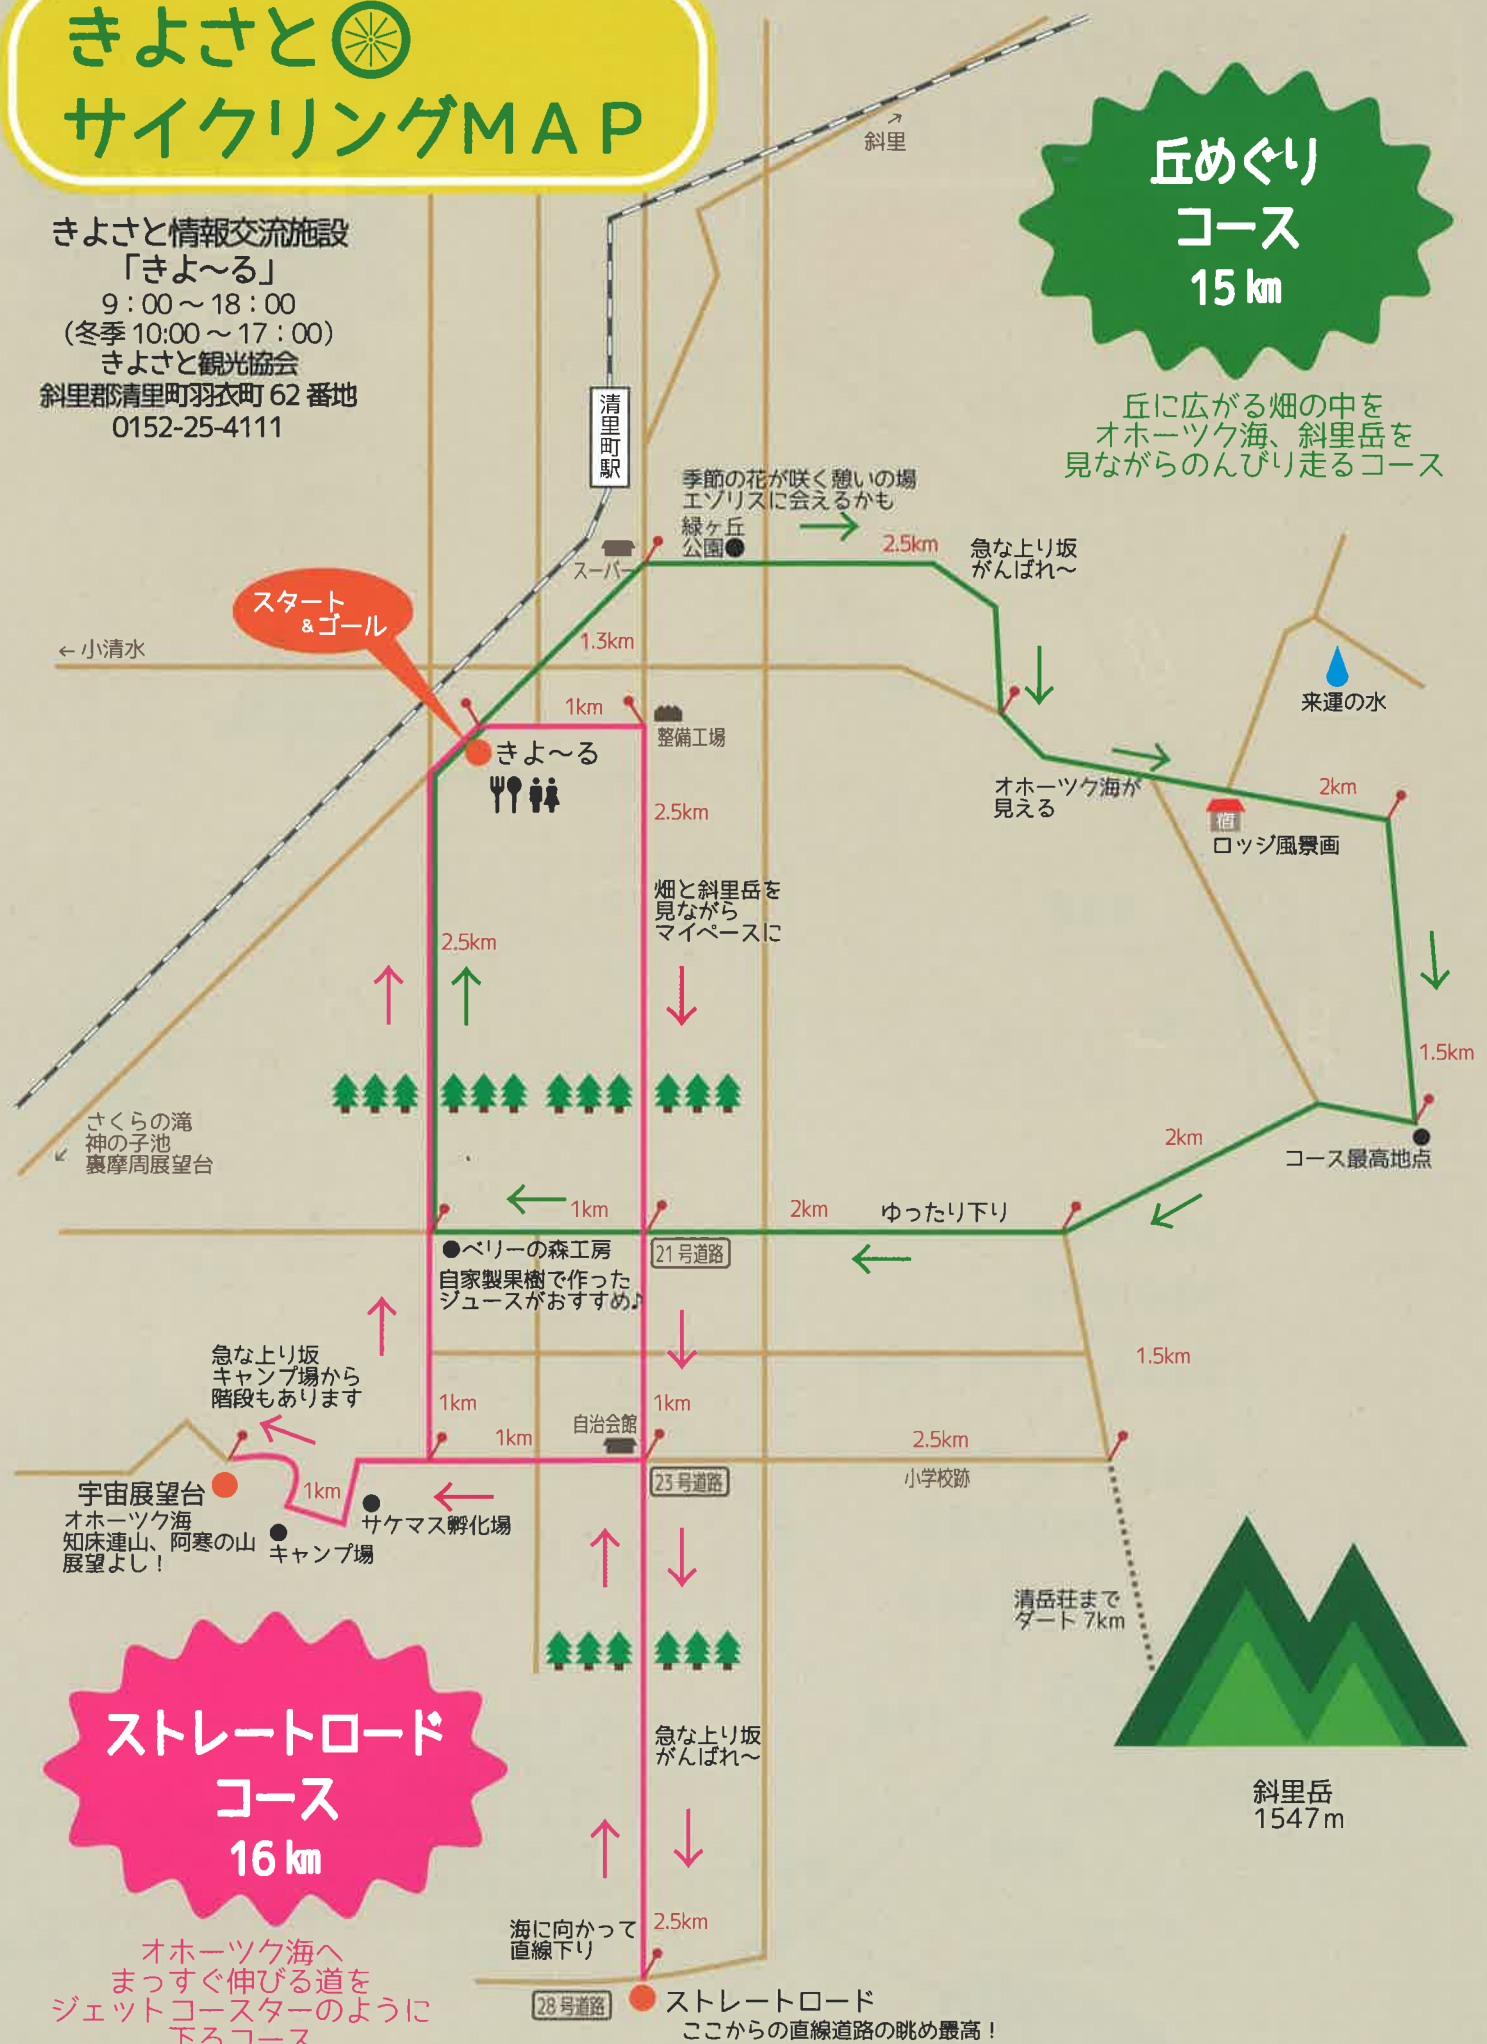 きよさと
サイクリングMAP
きよさと情報交流施設
「きよ〜る」
9：00〜18：00
（冬季 10:00〜17：00）
きよさと観光協会
斜里郡清里町羽衣町 62 番地
0152-25-4111
↗
斜里
丘めぐり
コース
15 ㎞
丘に広がる畑の中を
オホーツク海、斜里岳を
見ながらのんびり走るコース
清里町駅
季節の花が咲く憩いの場
エゾリスに会えるかも
緑ヶ丘
公園●
2.5km
急な上り坂
がんばれ〜
スーパー
スタート
&ゴール
1.3km
← 小清水
1km
整備工場
きよ〜る
2.5km
来運の水
オホーツク海が
見える
2km
宿
ロッジ風景画
畑と斜里岳を
見ながら
マイペースに
2.5km
1.5km
さくらの滝
神の子池
裏摩周展望台
2km
コース最高地点
1km
2km
ゆったり下り
●ベリーの森工房
自家製果樹で作った
ジュースがおすすめ♪
21 号道路
急な上り坂
キャンプ場から
階段もあります
1.5km
1km
1km
1km
自治会館
2.5km
小学校跡
23 号道路
宇宙展望台
オホーツク海
知床連山、阿寒の山
展望よし！
1km
サケマス孵化場
キャンプ場
清岳荘まで
ダート 7km
斜里岳
1547m
急な上り坂
がんばれ〜
ストレートロード
コース
16 ㎞
オホーツク海へ
まっすぐ伸びる道を
ジェットコースターのように
下るコース
海に向かって
直線下り
2.5km
28 号道路
ストレートロード
ここからの直線道路の眺め最高！